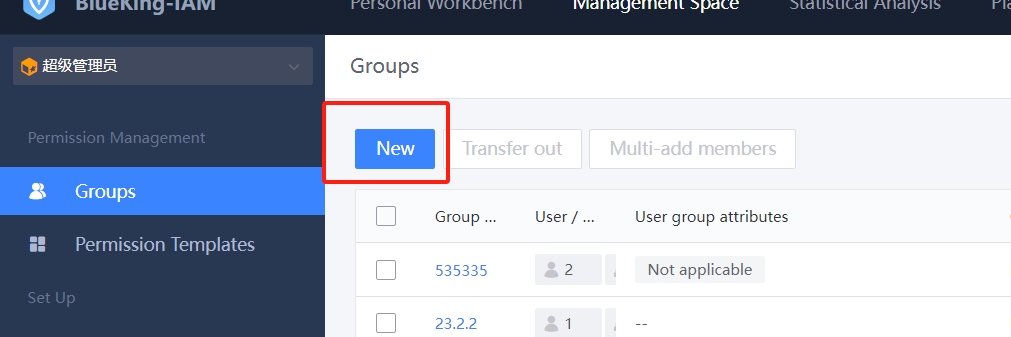 BlueKing-IAM
Personal Workbench
Management Space
Statistical Analysis
超级管理员
Groups
Permission Management
New
Transfer out
Multi-add members
Groups
Group ...
User / ...
User group attributes
Permission Templates
535335
2
Not applicable
Set Up
23.2.2
1
--